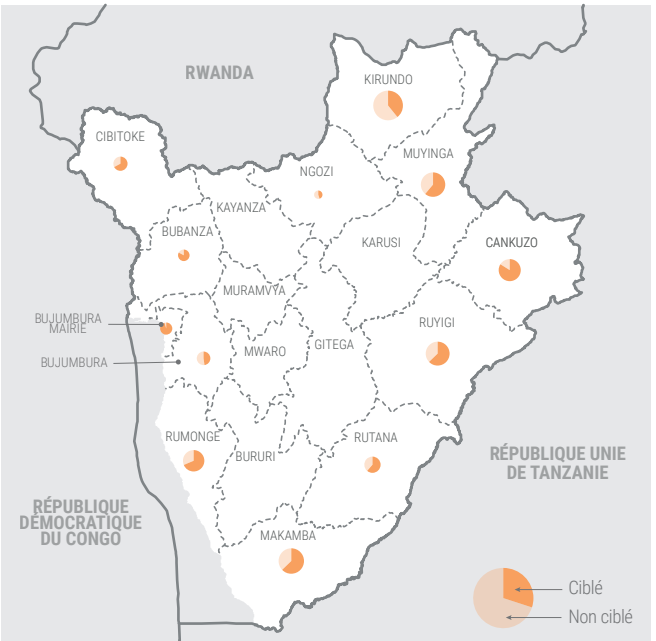 RWANDA
KIRUNDO
CIBITOKE
MUYINGA
NGOZI
KAYANZA
BUBANZA
KARUSI
CANKUZO
MURAMVYA
BUJUMBURA
MAIRIE
RUYIGI
MWARO
GITEGA
BUJUMBURA
RUMONGE
RUTANA
BURURI
RÉPUBLIQUE UNIE
DE TANZANIE
RÉPUBLIQUE
DÉMOCRATIQUE
DU CONGO
MAKAMBA
Ciblé
Non ciblé